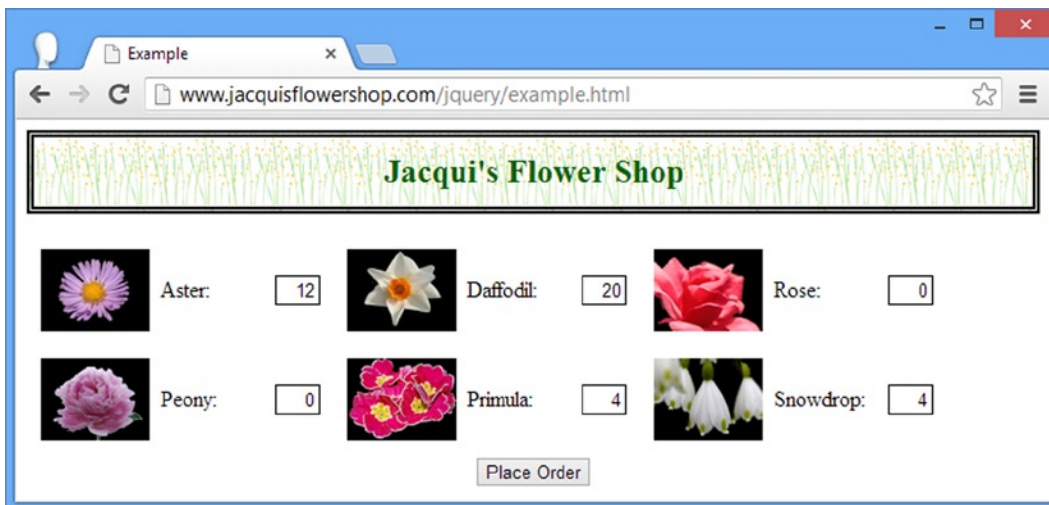 Example
www.jacquisflowershop.com/jquery/example.html
Jacqui's Flower Shop
Aster: 12 Daffodil: 20 Rose: 0
Peony: 0 Primula: 4 Snowdrop: 4
Place Order